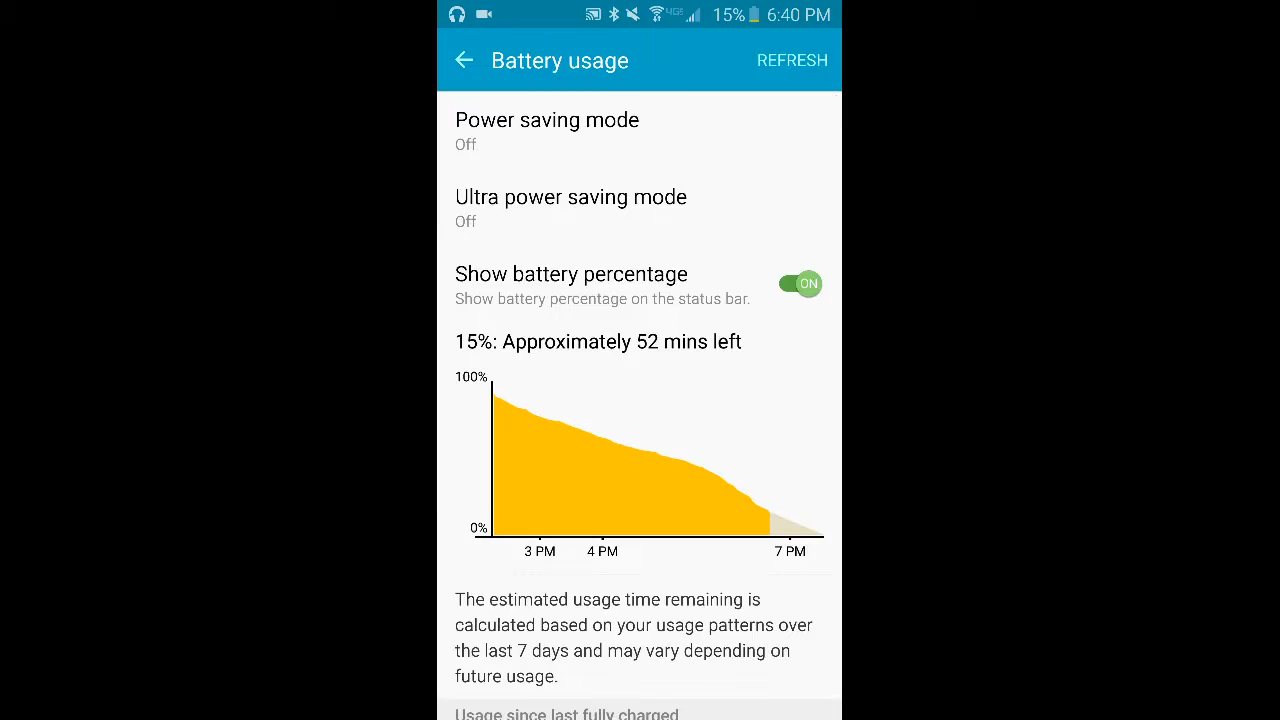 4G 15% 6:40 PM
Battery usage REFRESH
Power saving mode
Off
Ultra power saving mode
Off
Show battery percentage ON
Show battery percentage on the status bar.
15%: Approximately 52 mins left
100%
0%
3 PM 4 PM 7 PM
The estimated usage time remaining is
calculated based on your usage patterns over
the last 7 days and may vary depending on
future usage.
Usage since last fully charged